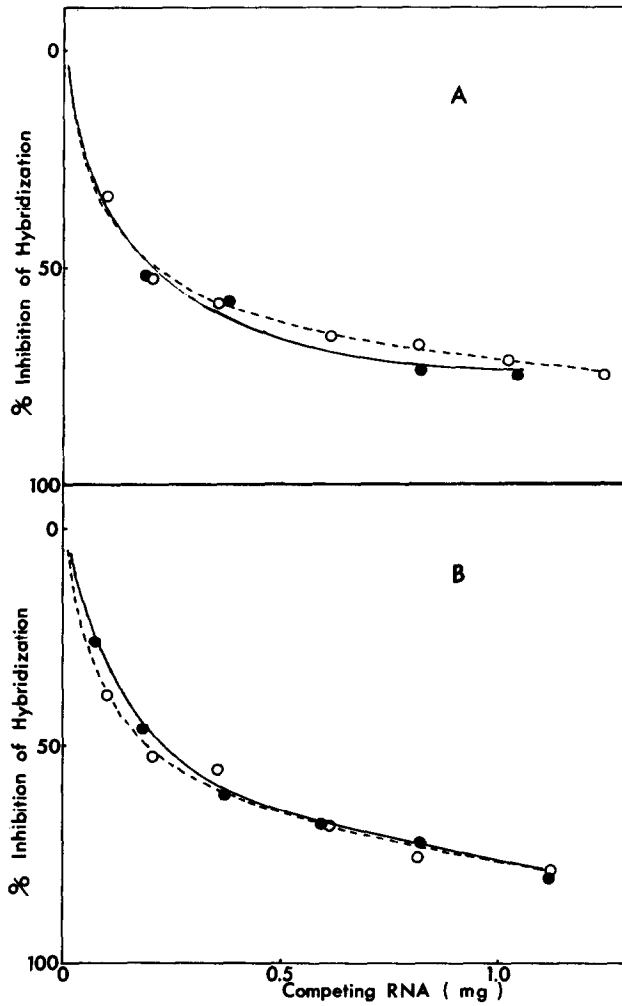 0
A
50
% Inhibition of Hybridization
100
0
B
50
% Inhibition of Hybridization
100
0 0.5 1.0
Competing RNA ( mg )